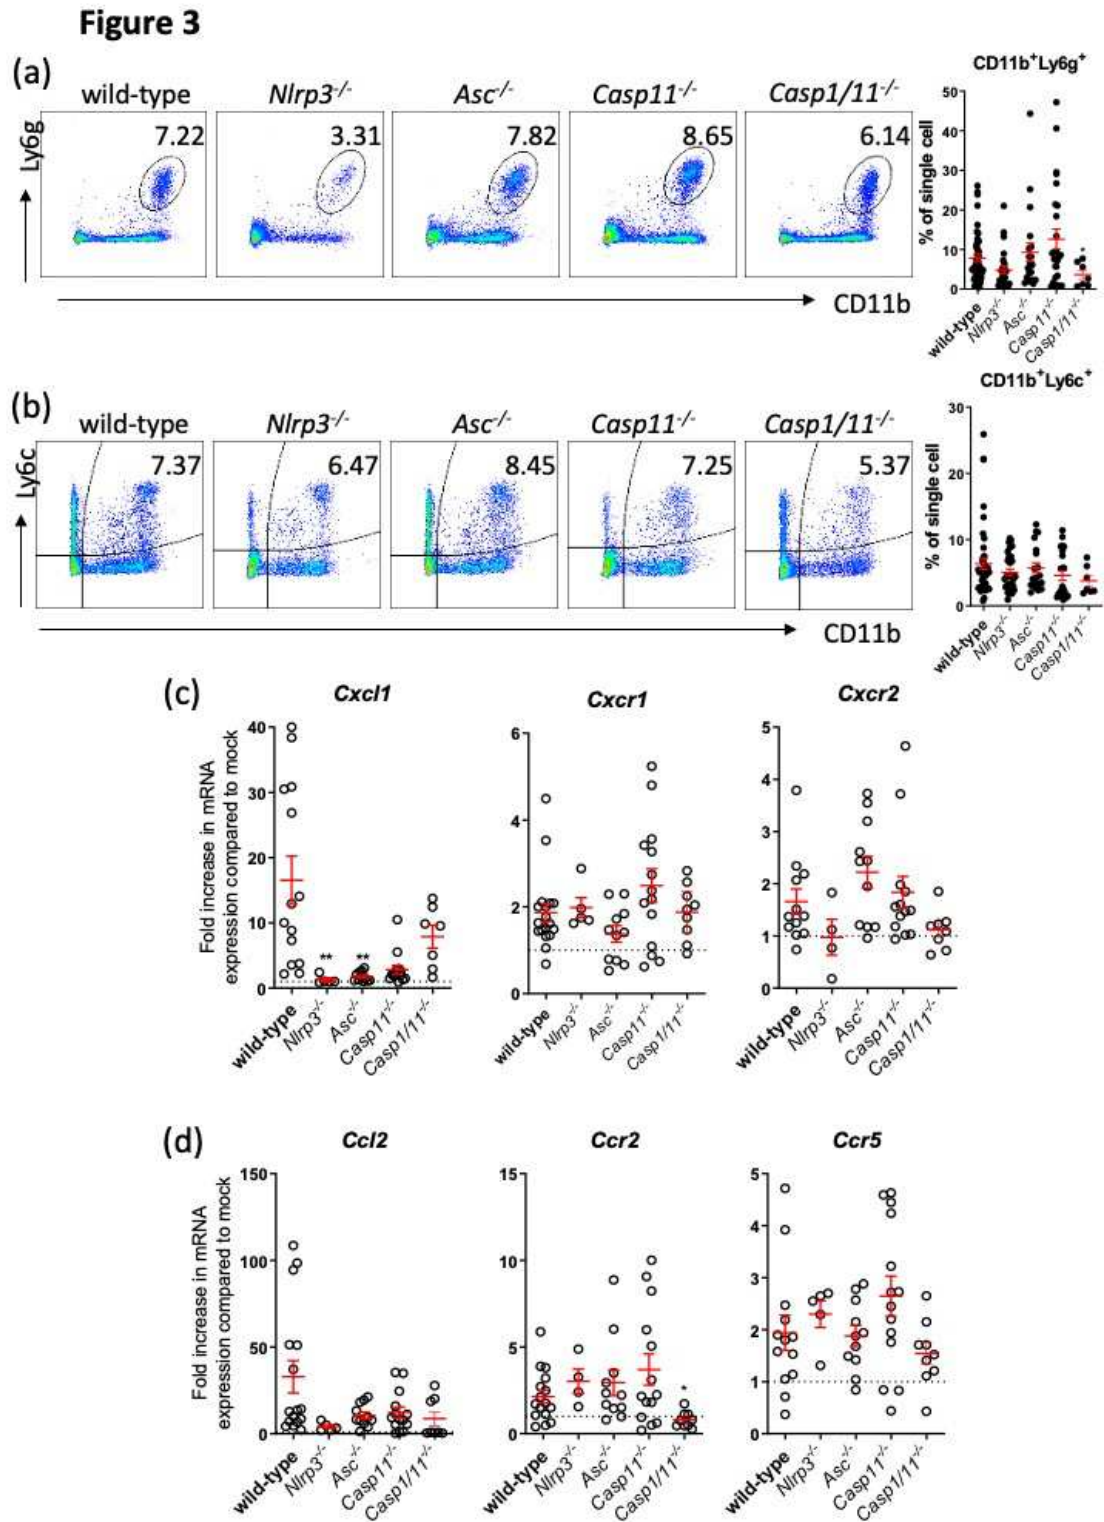 Figure 3
(a)
wild-type Nlrp3-/- Asc-/- Casp11-/- Casp1/11-/-
7.22 3.31 7.82 8.65 6.14
Ly6g
CD11b
CD11b+Ly6g+
% of single cell
50
40
30
20
10
0
*
wild-type Nlrp3-/- Asc-/- Casp11-/- Casp1/11-/-
(b)
wild-type Nlrp3-/- Asc-/- Casp11-/- Casp1/11-/-
7.37 6.47 8.45 7.25 5.37
Ly6c
CD11b
CD11b+Ly6c+
% of single cell
30
20
10
0
wild-type Nlrp3-/- Asc-/- Casp11-/- Casp1/11-/-
(c)
Cxcl1
Fold increase in mRNA
expression compared to mock
40
30
20
10
0
** **
wild-type Nlrp3-/- Asc-/- Casp11-/- Casp1/11-/-
Cxcr1
6
4
2
0
wild-type Nlrp3-/- Asc-/- Casp11-/- Casp1/11-/-
Cxcr2
5
4
3
2
1
0
wild-type Nlrp3-/- Asc-/- Casp11-/- Casp1/11-/-
(d)
Ccl2
Fold increase in mRNA
expression compared to mock
150
100
50
0
wild-type Nlrp3-/- Asc-/- Casp11-/- Casp1/11-/-
Ccr2
15
10
5
0
*
wild-type Nlrp3-/- Asc-/- Casp11-/- Casp1/11-/-
Ccr5
5
4
3
2
1
0
wild-type Nlrp3-/- Asc-/- Casp11-/- Casp1/11-/-